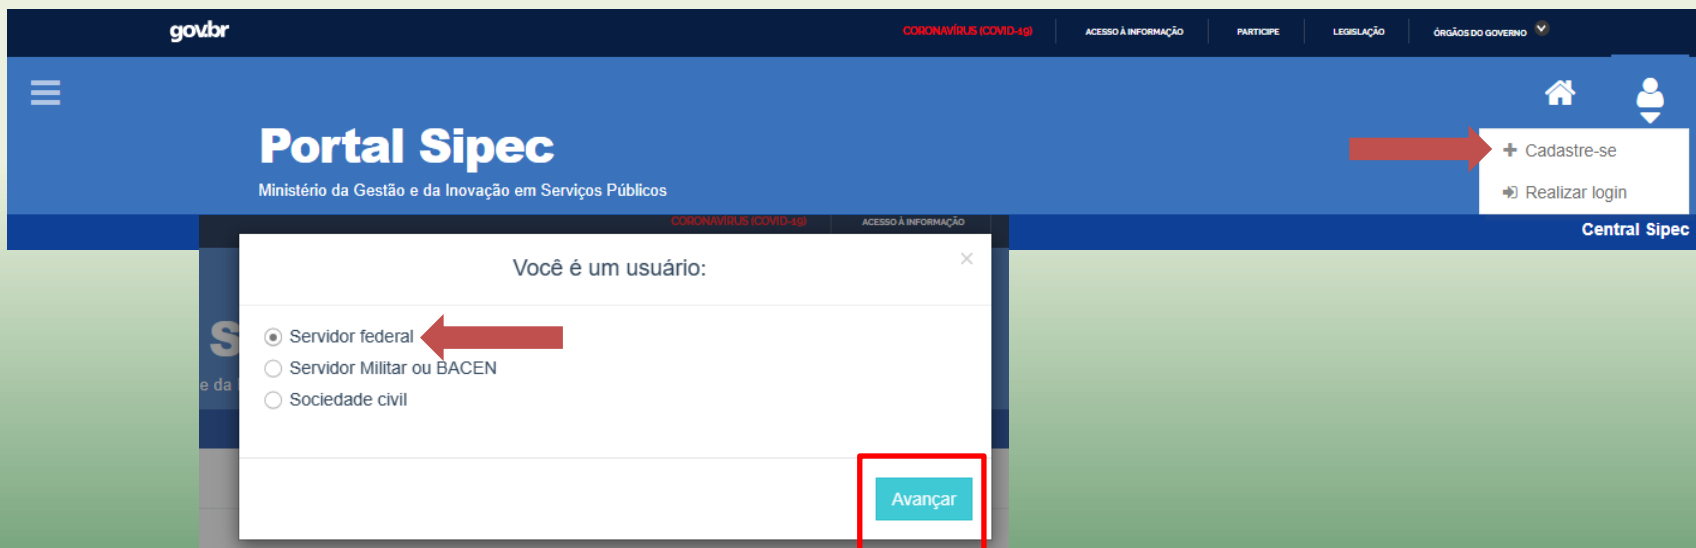 gov.br
CORONAVÍRUS (COVID-19)
ACESSO À INFORMAÇÃO
PARTICIPE
LEGISLAÇÃO
ÓRGÃOS DO GOVERNO
Portal Sipec
Ministério da Gestão e da Inovação em Serviços Públicos
Cadastre-se
Realizar login
Central Sipec
CORONAVÍRUS (COVID-19)
ACESSO À INFORMAÇÃO
Você é um usuário:
×
S
e da
Servidor federal
Servidor Militar ou BACEN
Sociedade civil
Avançar